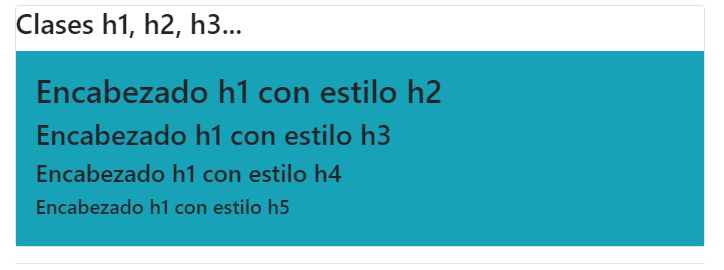 Clases h1, h2, h3...
Encabezado h1 con estilo h2
Encabezado h1 con estilo h3
Encabezado h1 con estilo h4
Encabezado h1 con estilo h5